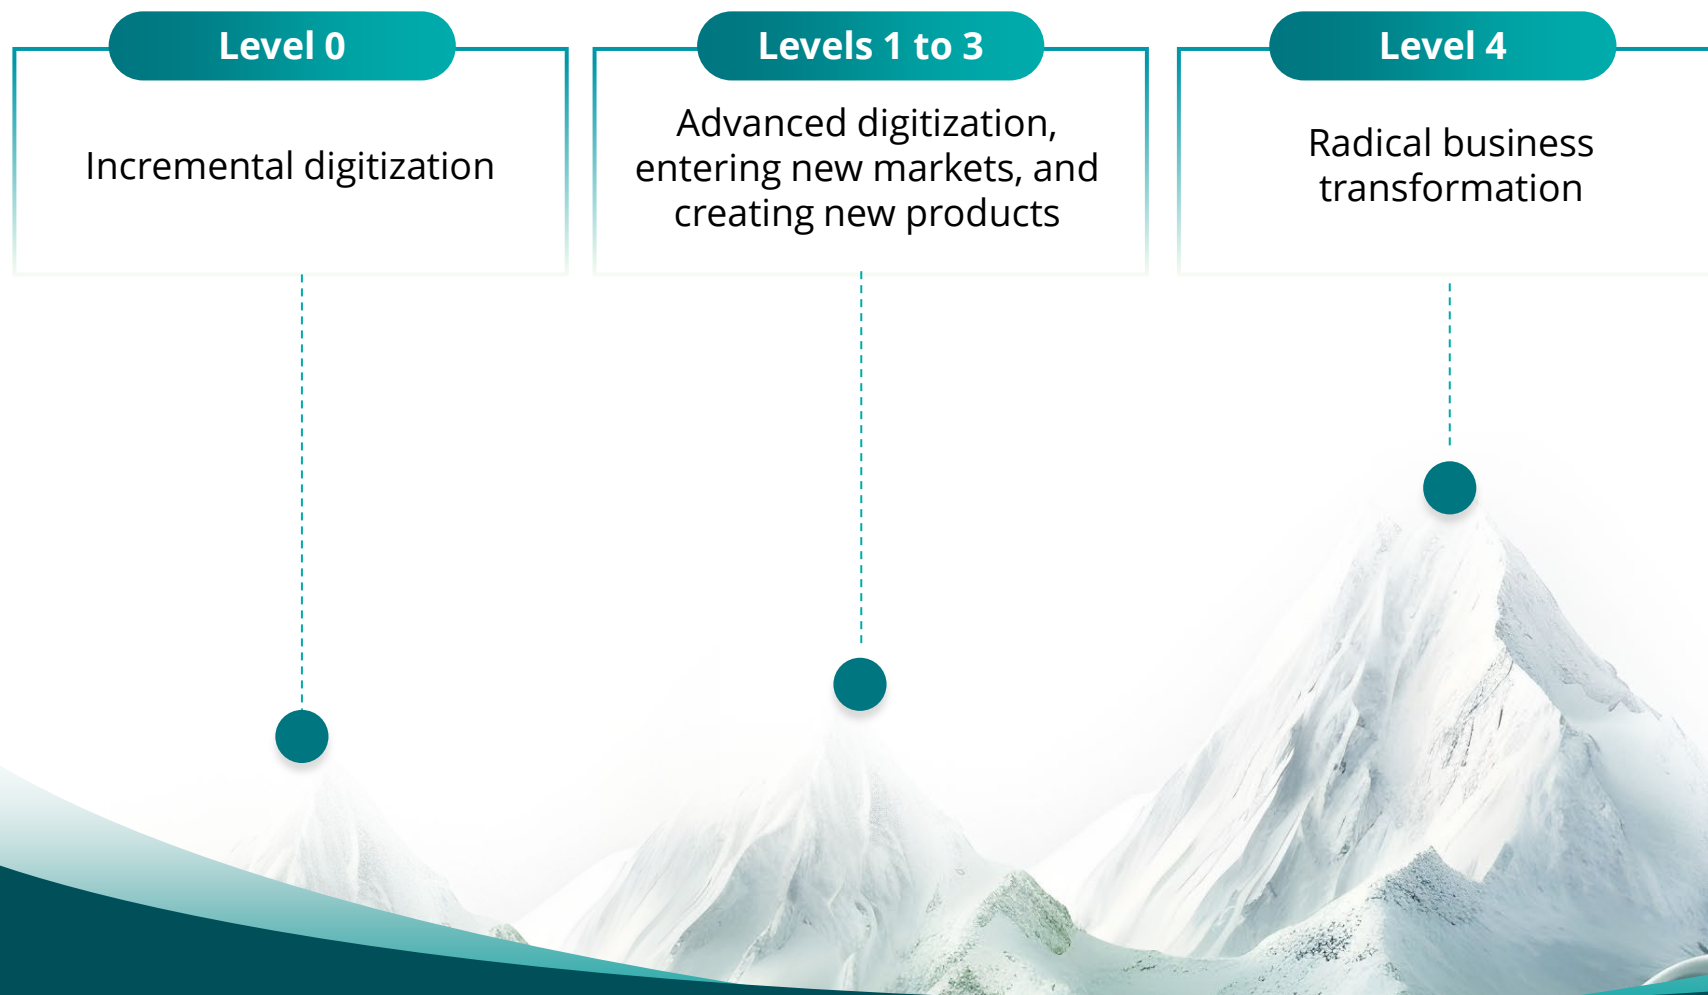 Level 0
Incremental digitization
Levels 1 to 3
Advanced digitization,
entering new markets, and
creating new products
Level 4
Radical business
transformation